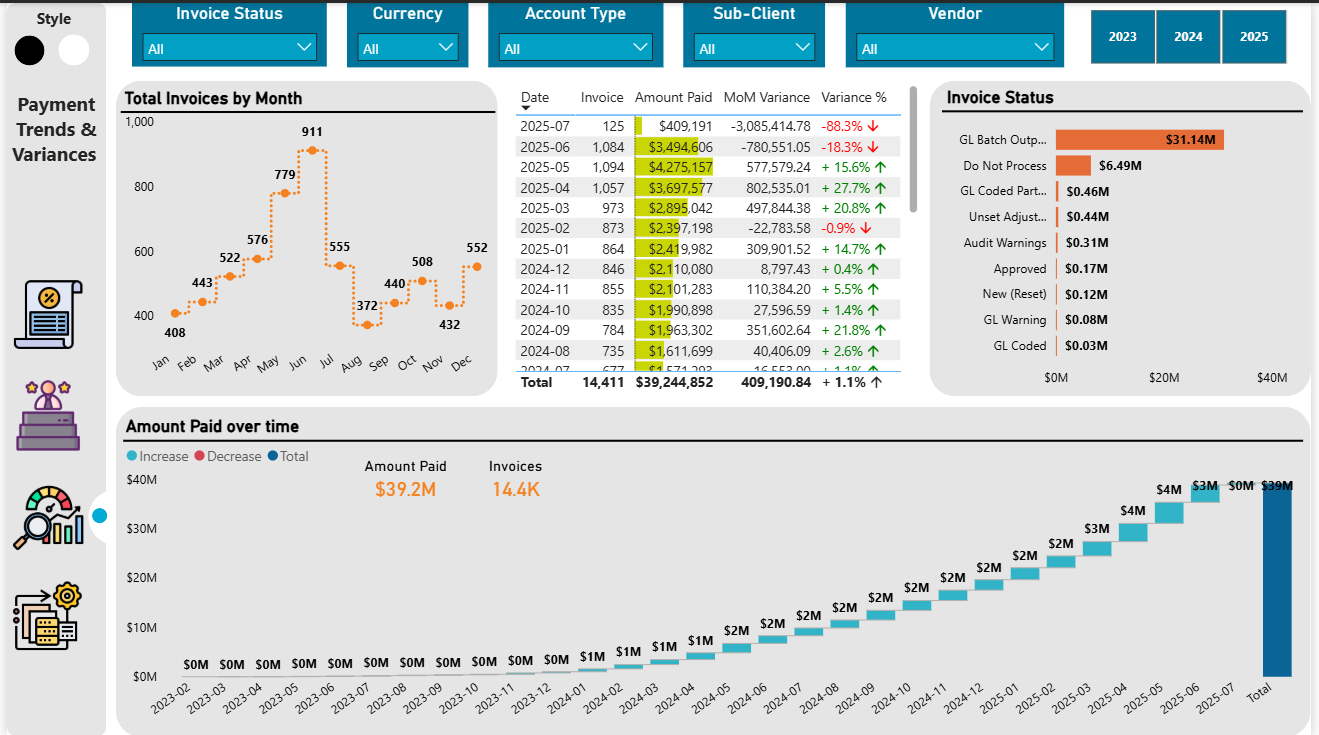 Style
Payment
Trends &
Variances
Invoice Status
All
Currency
All
Account Type
All
Sub-Client
All
Vendor
All
2023
2024
2025
Total Invoices by Month
1,000
800
600
400
408
443
522
576
779
911
555
372
440
508
432
552
Jan
Feb
Mar
Apr
May
Jun
Jul
Aug
Sep
Oct
Nov
Dec
Date Invoice Amount Paid MoM Variance Variance %
2025-07 125 $409,191 -3,085,414.78 -88.3%
2025-06 1,084 $3,494,606 -780,551.05 -18.3%
2025-05 1,094 $4,275,157 577,579.24 + 15.6%
2025-04 1,057 $3,697,577 802,535.01 + 27.7%
2025-03 973 $2,895,042 497,844.38 + 20.8%
2025-02 873 $2,397,198 -22,783.58 -0.9%
2025-01 864 $2,419,982 309,901.52 + 14.7%
2024-12 846 $2,110,080 8,797.43 + 0.4%
2024-11 855 $2,101,283 110,384.20 + 5.5%
2024-10 835 $1,990,898 27,596.59 + 1.4%
2024-09 784 $1,963,302 351,602.64 + 21.8%
2024-08 735 $1,611,699 40,406.09 + 2.6%
Total 14,411 $39,244,852 409,190.84 + 1.1%
Invoice Status
GL Batch Outp... $31.14M
Do Not Process $6.49M
GL Coded Part... $0.46M
Unset Adjust... $0.44M
Audit Warnings $0.31M
Approved $0.17M
New (Reset) $0.12M
GL Warning $0.08M
GL Coded $0.03M
$0M $20M $40M
Amount Paid over time
Increase Decrease Total
Amount Paid
$39.2M
Invoices
14.4K
$40M
$30M
$20M
$10M
$0M
$0M $0M $0M $0M $0M $0M $0M $0M $0M $0M $0M $1M $1M $1M $1M $2M $2M $2M $2M $2M $2M $2M $2M $2M $2M $3M $4M $4M $3M $0M $39M
2023-02
2023-03
2023-04
2023-05
2023-06
2023-07
2023-08
2023-09
2023-10
2023-11
2023-12
2024-01
2024-02
2024-03
2024-04
2024-05
2024-06
2024-07
2024-08
2024-09
2024-10
2024-11
2024-12
2025-01
2025-02
2025-03
2025-04
2025-05
2025-06
2025-07
Total